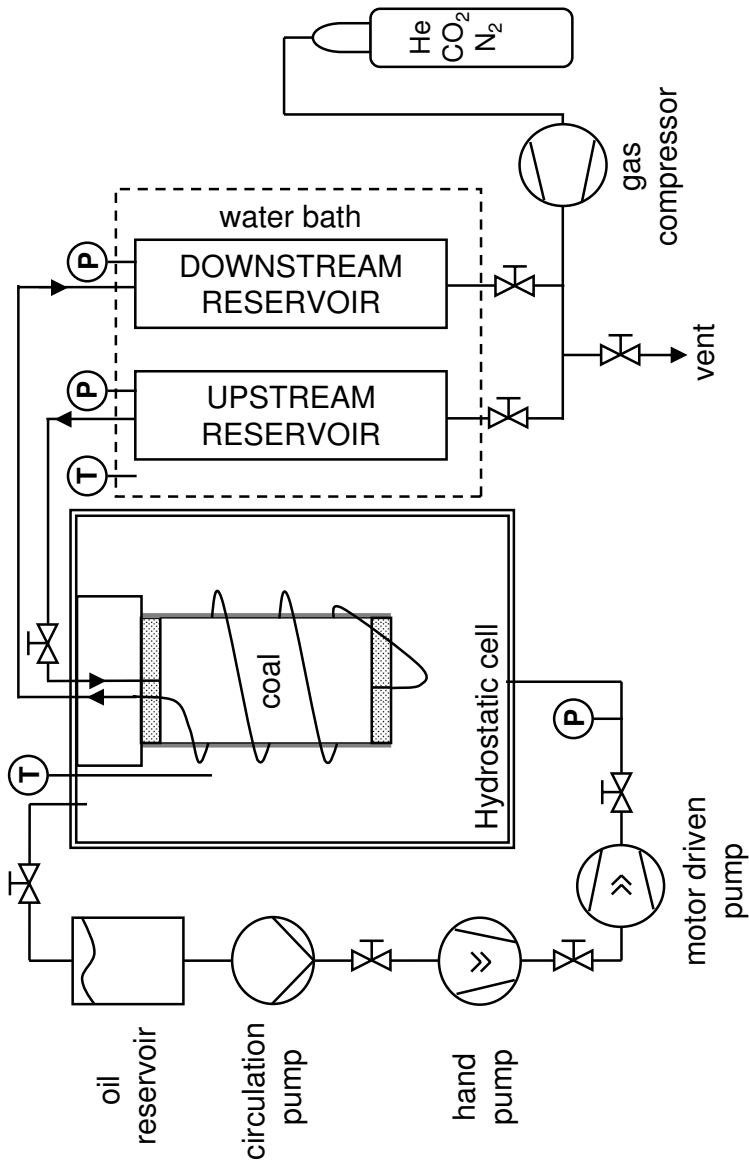 T
T
P
P
oil
reservoir
circulation
pump
coal
UPSTREAM
RESERVOIR
DOWNSTREAM
RESERVOIR
water bath
He
CO₂
N₂
hand
pump
Hydrostatic cell
P
motor driven
pump
vent
gas
compressor